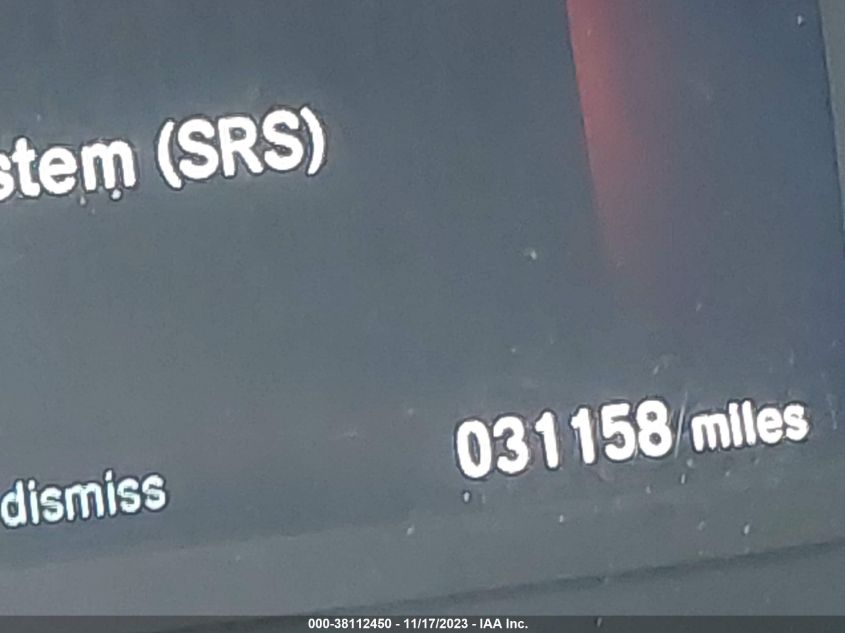 stem (SRS)
031158 miles
dismiss
000-38112450 - 11/17/2023 - IAA Inc.